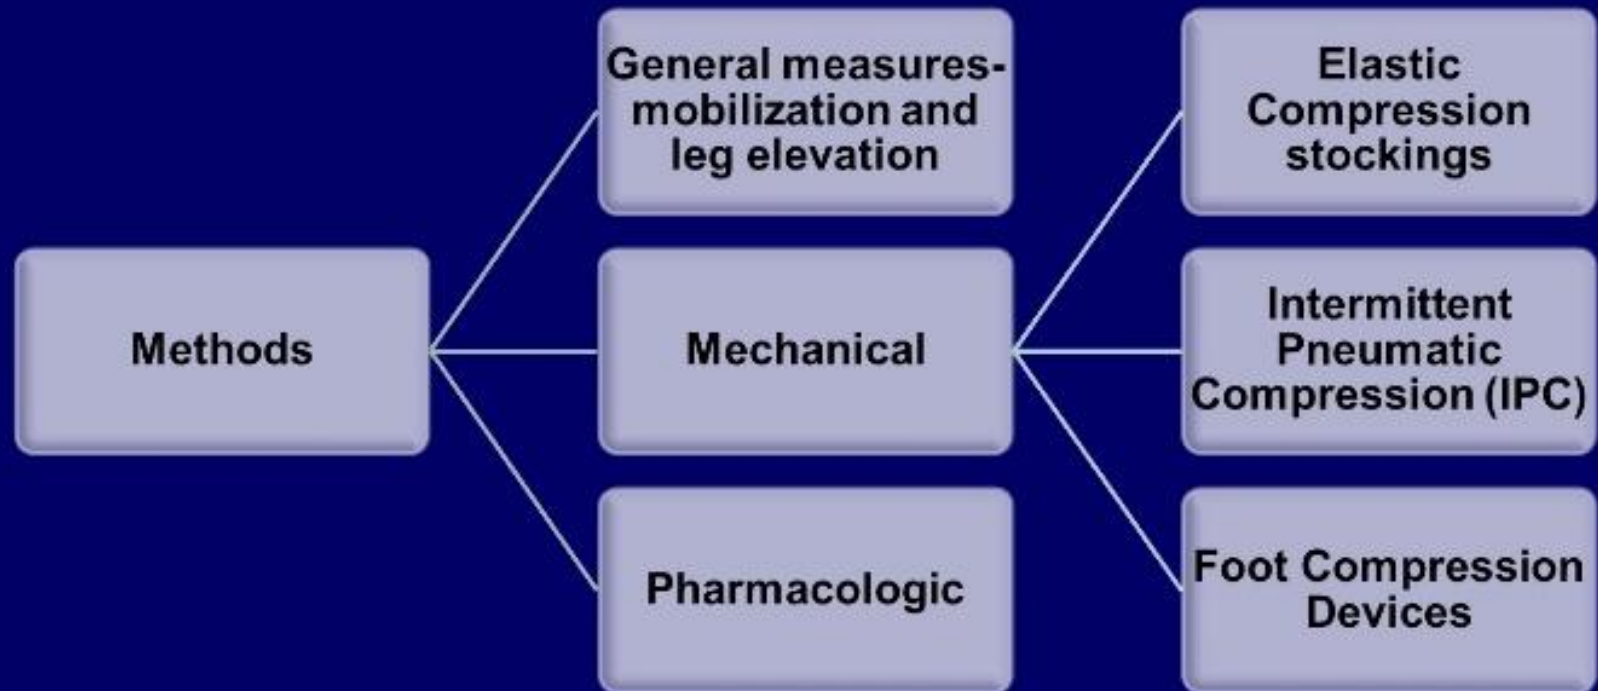 General measures-
mobilization and
leg elevation
Elastic
Compression
stockings
Methods
Mechanical
Intermittent
Pneumatic
Compression (IPC)
Pharmacologic
Foot Compression
Devices